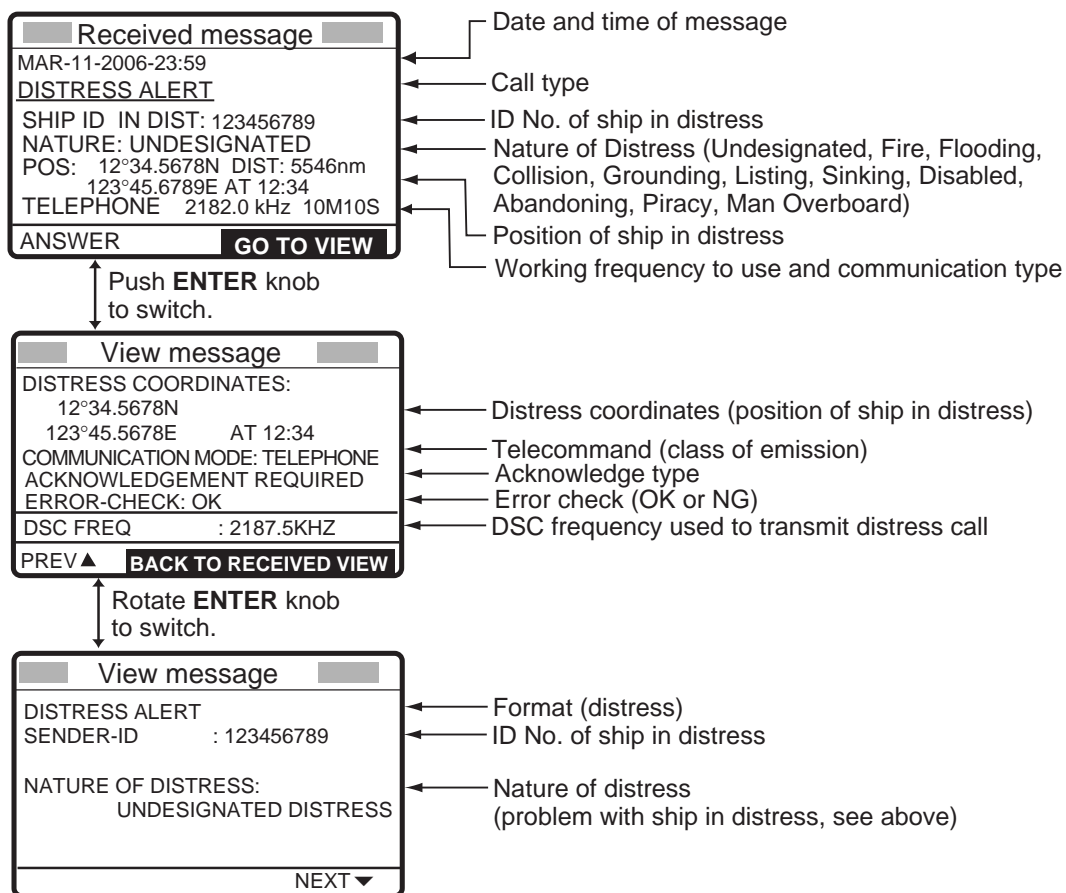 Received message
MAR-11-2006-23:59
DISTRESS ALERT
SHIP ID  IN DIST: 123456789
NATURE: UNDESIGNATED
POS:    12°34.5678N  DIST: 5546nm
123°45.6789E  AT 12:34
TELEPHONE    2182.0 kHz  10M10S
ANSWER    GO TO VIEW
Date and time of message
Call type
ID No. of ship in distress
Nature of Distress (Undesignated, Fire, Flooding,
Collision, Grounding, Listing, Sinking, Disabled,
Abandoning, Piracy, Man Overboard)
Position of ship in distress
Working frequency to use and communication type
Push ENTER knob
to switch.
View message
DISTRESS COORDINATES:
12°34.5678N
123°45.5678E    AT 12:34
COMMUNICATION MODE: TELEPHONE
ACKNOWLEDGEMENT REQUIRED
ERROR-CHECK: OK
DSC FREQ    : 2187.5KHZ
PREV▲    BACK TO RECEIVED VIEW
Distress coordinates (position of ship in distress)
Telecommand (class of emission)
Acknowledge type
Error check (OK or NG)
DSC frequency used to transmit distress call
Rotate ENTER knob
to switch.
View message
DISTRESS ALERT
SENDER-ID    : 123456789
NATURE OF DISTRESS:
UNDESIGNATED DISTRESS
NEXT▼
Format (distress)
ID No. of ship in distress
Nature of distress
(problem with ship in distress, see above)